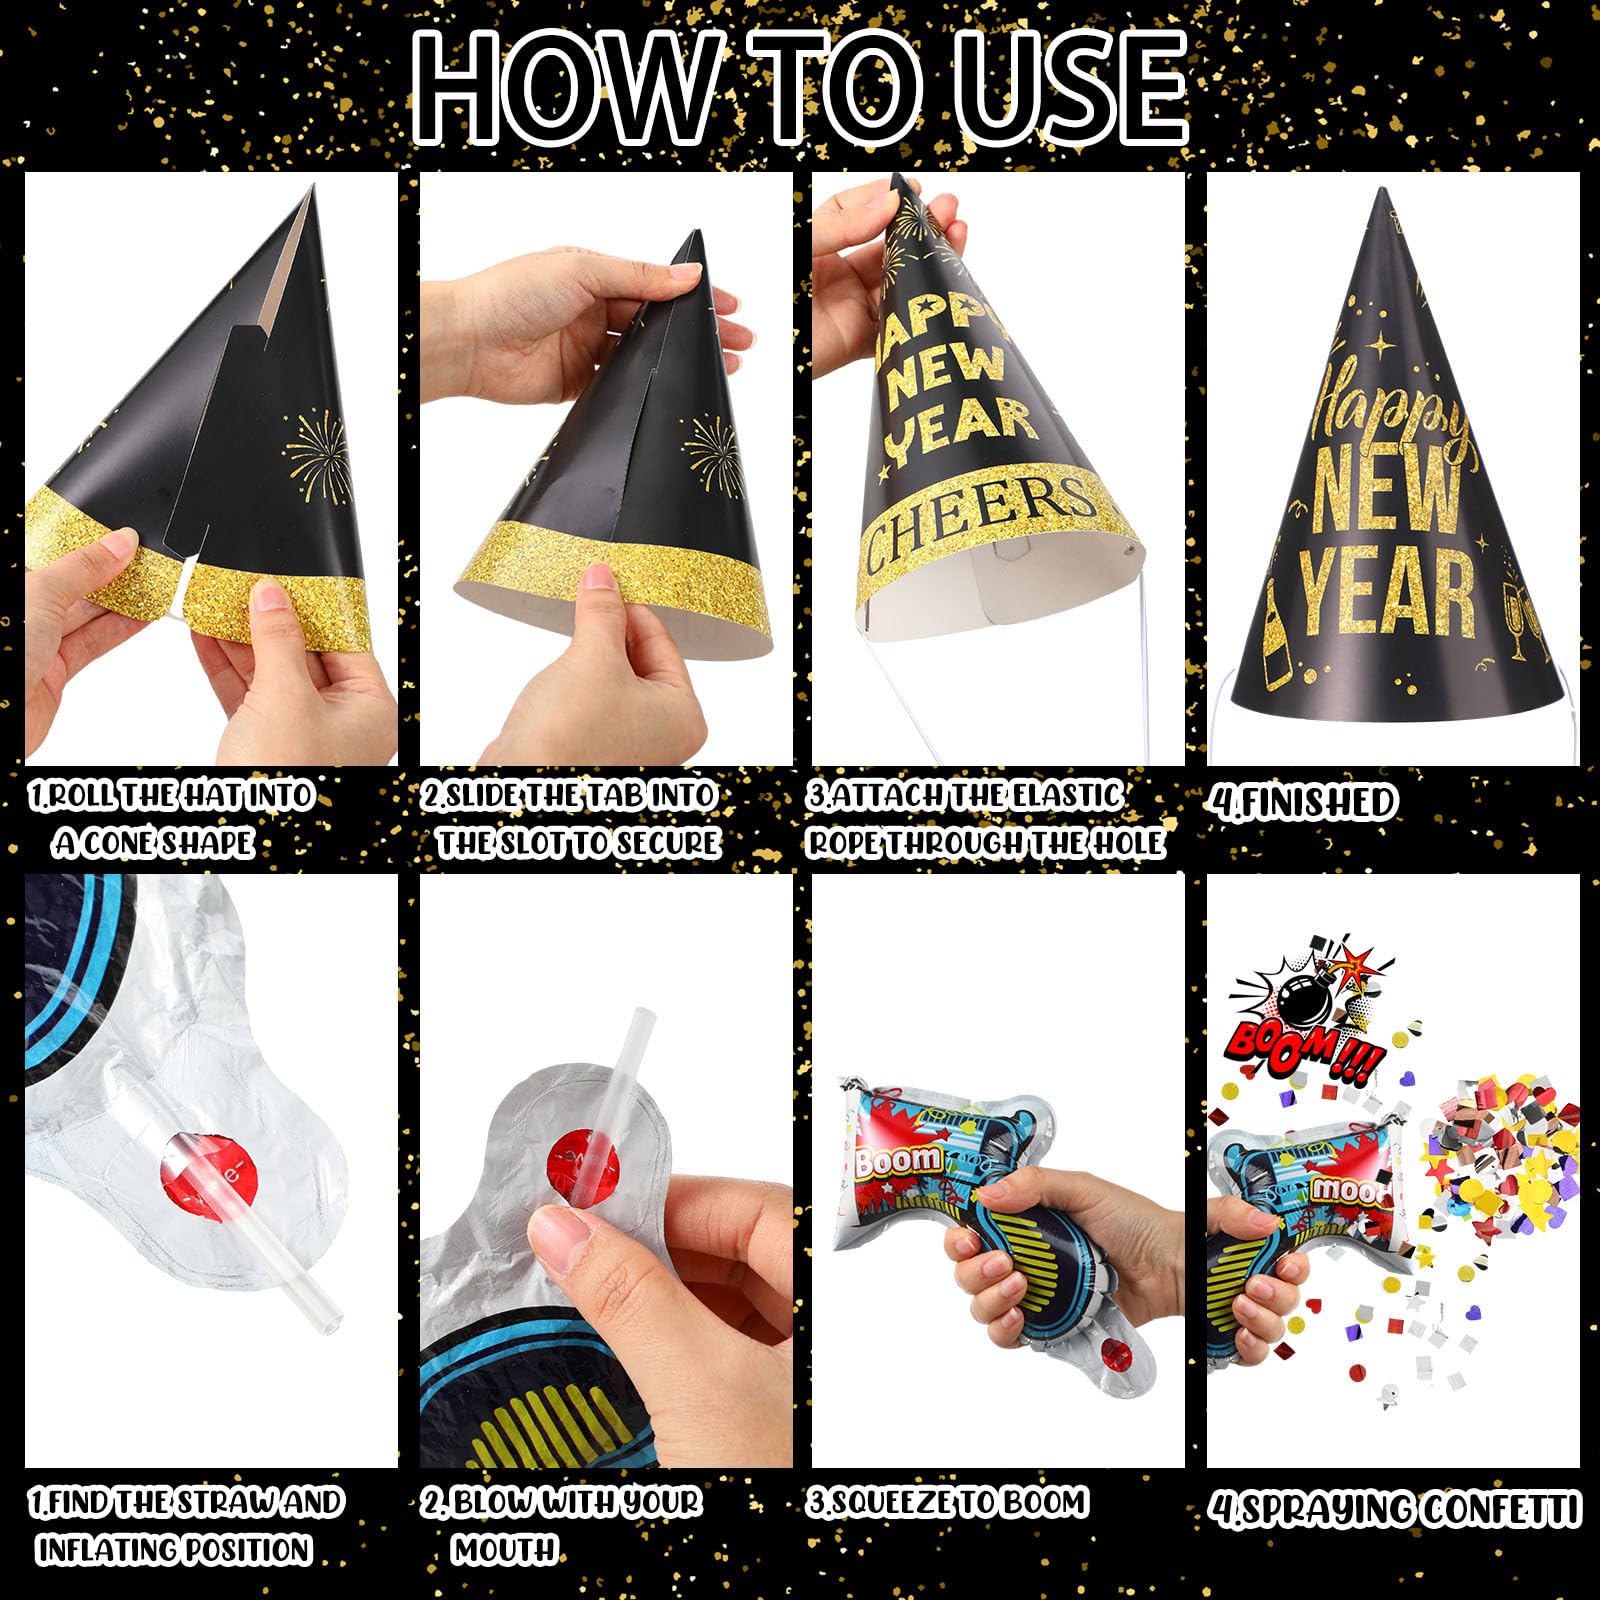 HOW TO USE
HAPPY
NEW
YEAR
CHEERS
Happy
NEW
YEAR
1.ROLL THE HAT INTO
A CONE SHAPE
2.SLIDE THE TAB INTO
THE SLOT TO SECURE
3.ATTACH THE ELASTIC
ROPE THROUGH THE HOLE
4.FINISHED
BOOM!!!
Boom
Boom
1.FIND THE STRAW AND
INFLATING POSITION
2.BLOW WITH YOUR
MOUTH
3.SQUEEZE TO BOOM
4.SPRAYING CONFETTI